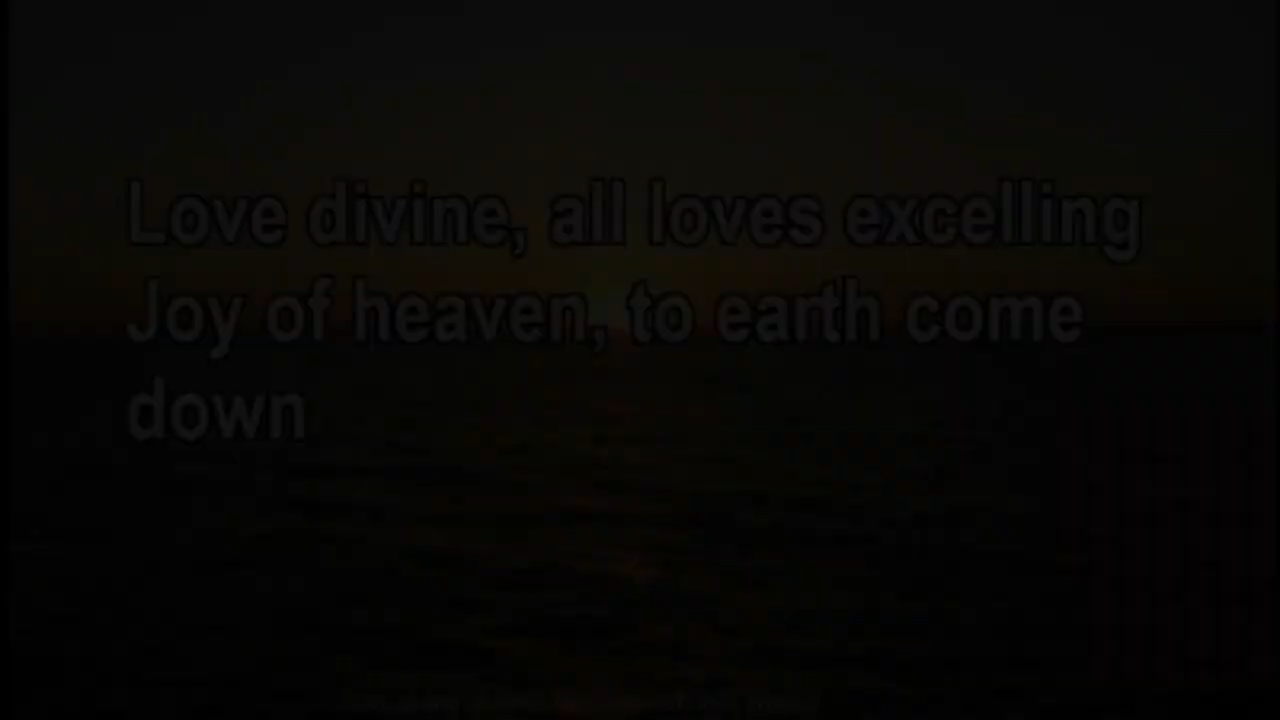 Love divine, all loves excelling
Joy of heaven, to earth come
down